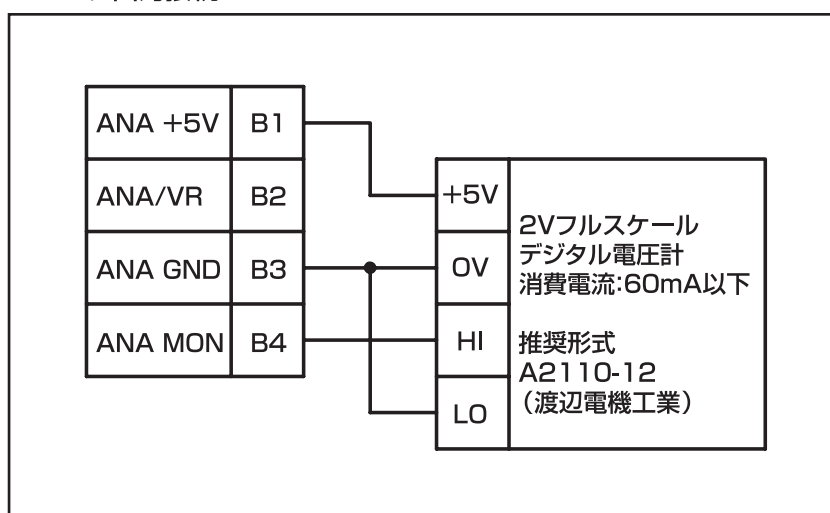 ANA +5V B1
ANA/VR B2
ANA GND B3
ANA MON B4
+5V
0V
HI
LO
2Vフルスケール
デジタル電圧計
消費電流:60mA以下
推奨形式
A2110-12
(渡辺電機工業)